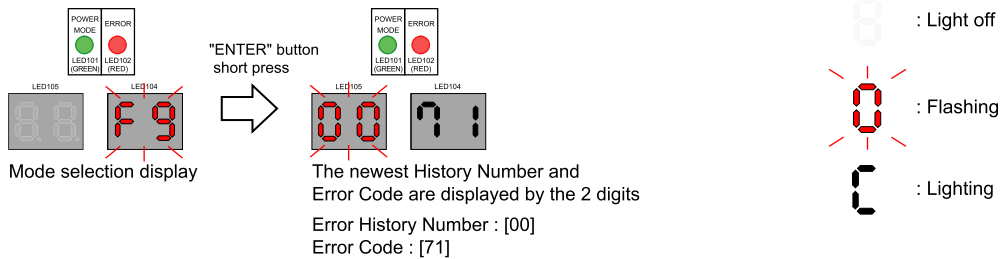 POWER
MODE
ERROR
LED101
(GREEN)
LED102
(RED)
LED105
LED104
F9
Mode selection display
"ENTER" button
short press
POWER
MODE
ERROR
LED101
(GREEN)
LED102
(RED)
LED105
LED104
00
71
The newest History Number and
Error Code are displayed by the 2 digits
Error History Number : [00]
Error Code : [71]
: Light off
: Flashing
: Lighting